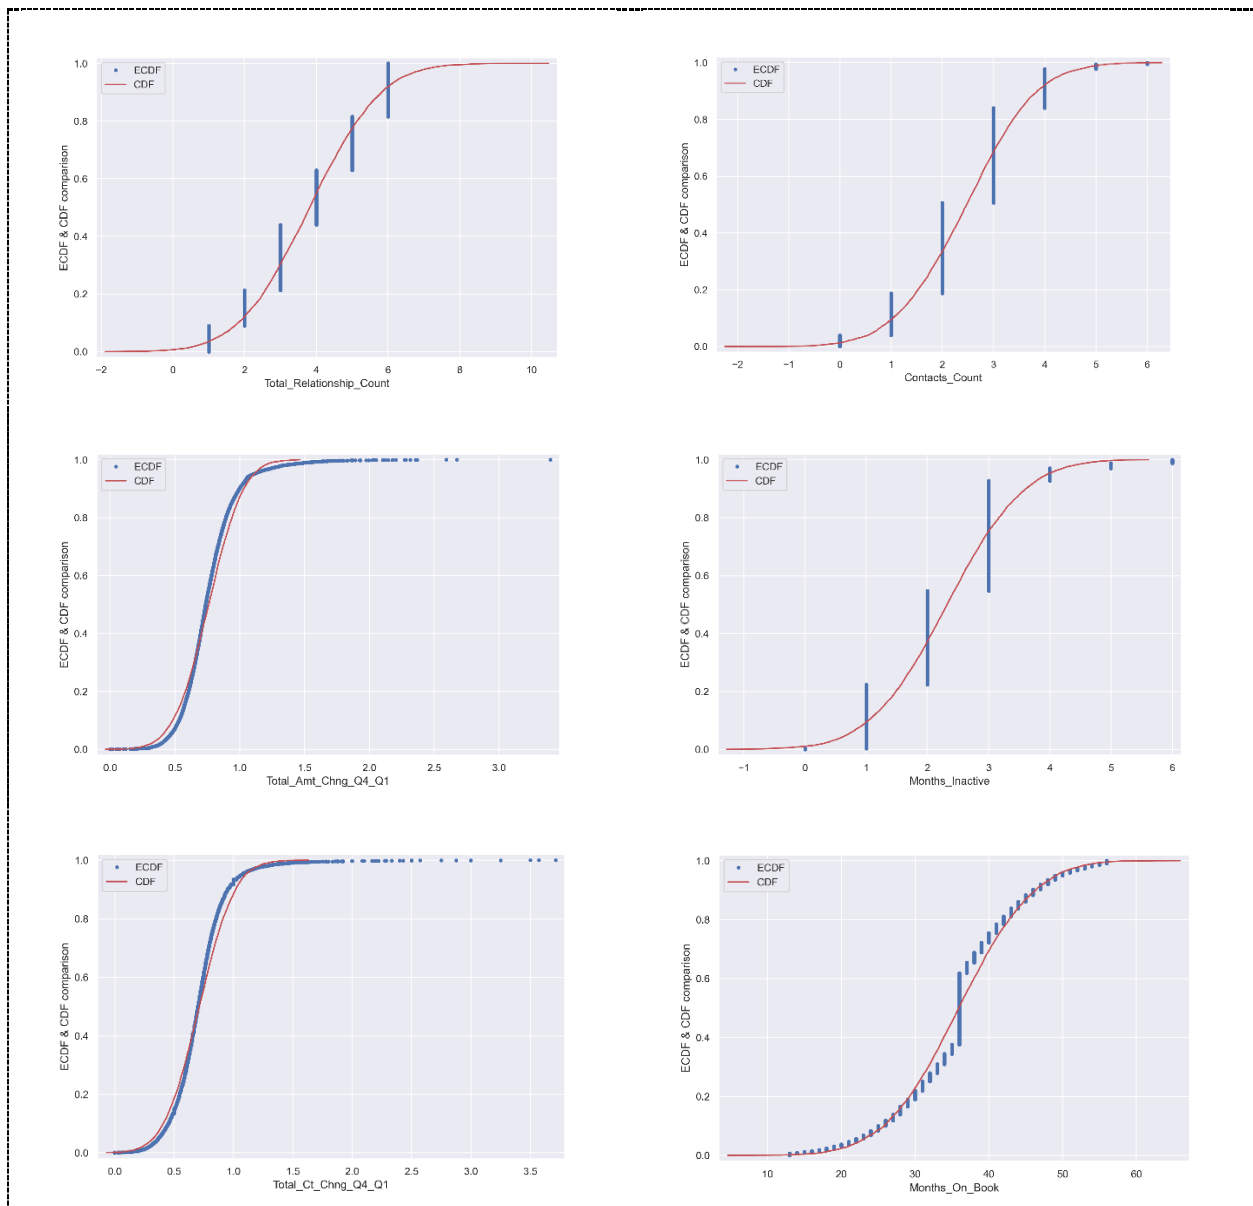 1.0
0.8
0.6
0.4
0.2
0.0
ECDF & CDF comparison
ECDF
CDF
−2 0 2 4 6 8 10
Total_Relationship_Count
1.0
0.8
0.6
0.4
0.2
0.0
ECDF & CDF comparison
ECDF
CDF
−2 −1 0 1 2 3 4 5 6
Contacts_Count
1.0
0.8
0.6
0.4
0.2
0.0
ECDF & CDF comparison
ECDF
CDF
0.0 0.5 1.0 1.5 2.0 2.5 3.0
Total_Amt_Chng_Q4_Q1
1.0
0.8
0.6
0.4
0.2
0.0
ECDF & CDF comparison
ECDF
CDF
−1 0 1 2 3 4 5 6
Months_Inactive
1.0
0.8
0.6
0.4
0.2
0.0
ECDF & CDF comparison
ECDF
CDF
0.0 0.5 1.0 1.5 2.0 2.5 3.0 3.5
Total_Ct_Chng_Q4_Q1
1.0
0.8
0.6
0.4
0.2
0.0
ECDF & CDF comparison
ECDF
CDF
10 20 30 40 50 60
Months_On_Book